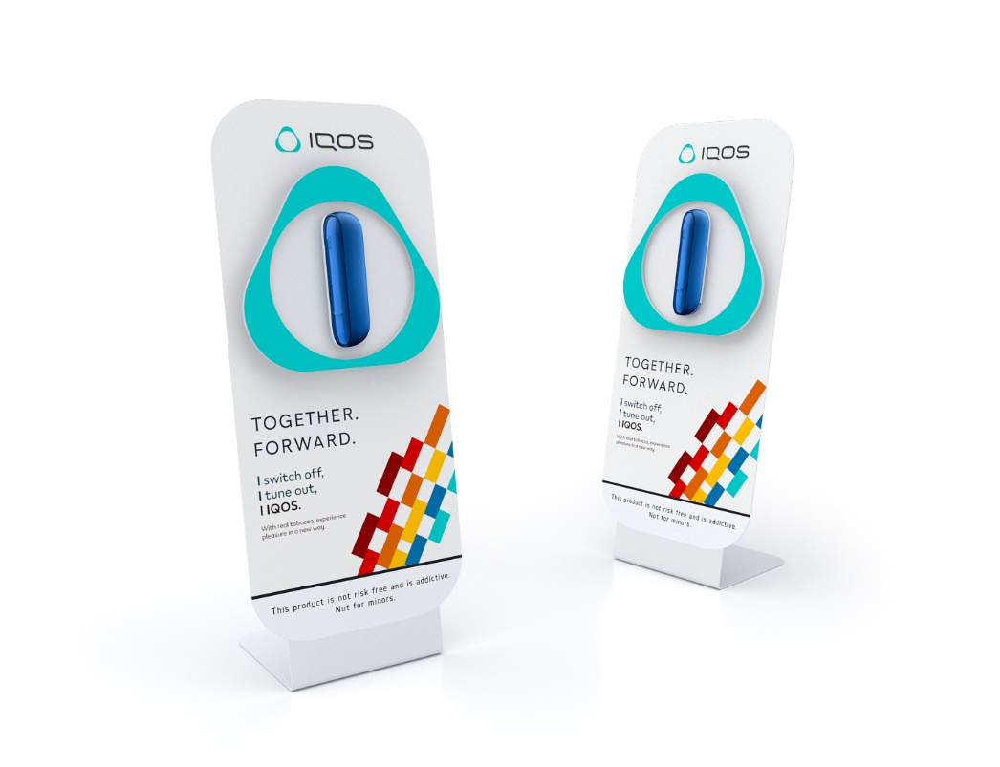 IQOS
TOGETHER.
FORWARD.
I switch off,
I tune out,
I IQOS.
With real tobacco, experience
pleasure in a new way.
This product is not risk free and is addictive.
Not for minors.
IQOS
TOGETHER.
FORWARD.
I switch off,
I tune out,
I IQOS.
With real tobacco, experience
pleasure in a new way.
This product is not risk free and is addictive.
Not for minors.